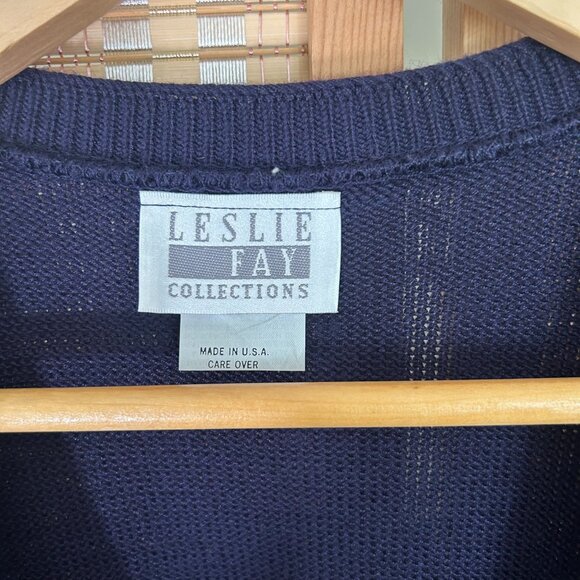 LESLIE
FAY
COLLECTIONS
MADE IN U.S.A.
CARE OVER